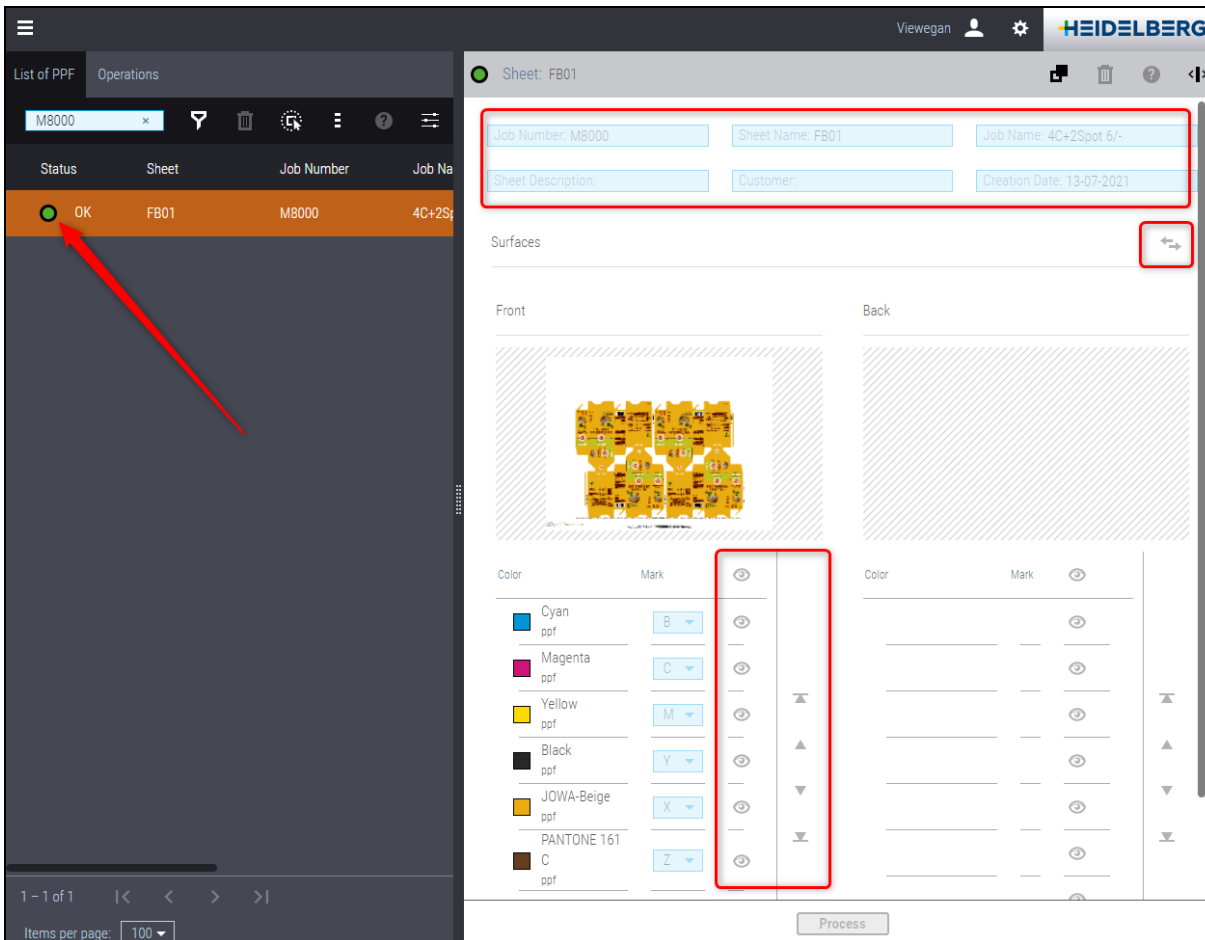 Viewegan
HEIDELBERG
List of PPF Operations
M8000 ×
Status Sheet Job Number Job Na
OK FB01 M8000 4C+2Sp
1 – 1 of 1
Items per page: 100
Sheet: FB01
Job Number: M8000 Sheet Name: FB01 Job Name: 4C+2Spot 6/-
Sheet Description: Customer: Creation Date: 13-07-2021
Surfaces
Front Back
Color Mark Color Mark
Cyan
ppf
B
Magenta
ppf
C
Yellow
ppf
M
Black
ppf
Y
JOWA-Beige
ppf
X
PANTONE 161
C
ppf
Z
Process